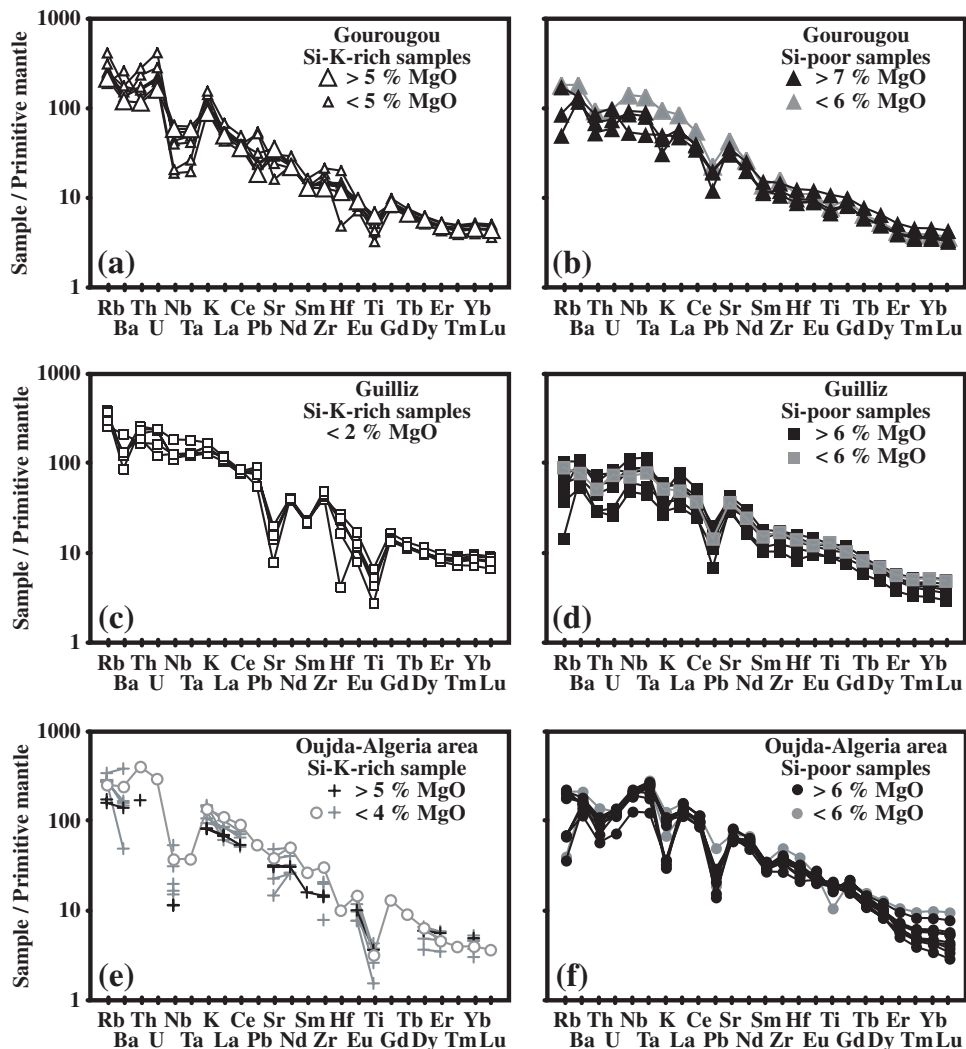 1000
100
10
1
Sample / Primitive mantle
Gourougou
Si-K-rich samples
> 5 % MgO
< 5 % MgO
(a)
Rb Th Nb K Ce Sr Sm Hf Ti Tb Er Yb
Ba U Ta La Pb Nd Zr Eu Gd Dy Tm Lu
Gourougou
Si-poor samples
> 7 % MgO
< 6 % MgO
(b)
Rb Th Nb K Ce Sr Sm Hf Ti Tb Er Yb
Ba U Ta La Pb Nd Zr Eu Gd Dy Tm Lu
1000
100
10
1
Sample / Primitive mantle
Guilliz
Si-K-rich samples
< 2 % MgO
(c)
Rb Th Nb K Ce Sr Sm Hf Ti Tb Er Yb
Ba U Ta La Pb Nd Zr Eu Gd Dy Tm Lu
Guilliz
Si-poor samples
> 6 % MgO
< 6 % MgO
(d)
Rb Th Nb K Ce Sr Sm Hf Ti Tb Er Yb
Ba U Ta La Pb Nd Zr Eu Gd Dy Tm Lu
1000
100
10
1
Sample / Primitive mantle
Oujda-Algeria area
Si-K-rich sample
> 5 % MgO
< 4 % MgO
(e)
Rb Th Nb K Ce Sr Sm Hf Ti Tb Er Yb
Ba U Ta La Pb Nd Zr Eu Gd Dy Tm Lu
Oujda-Algeria area
Si-poor samples
> 6 % MgO
< 6 % MgO
(f)
Rb Th Nb K Ce Sr Sm Hf Ti Tb Er Yb
Ba U Ta La Pb Nd Zr Eu Gd Dy Tm Lu